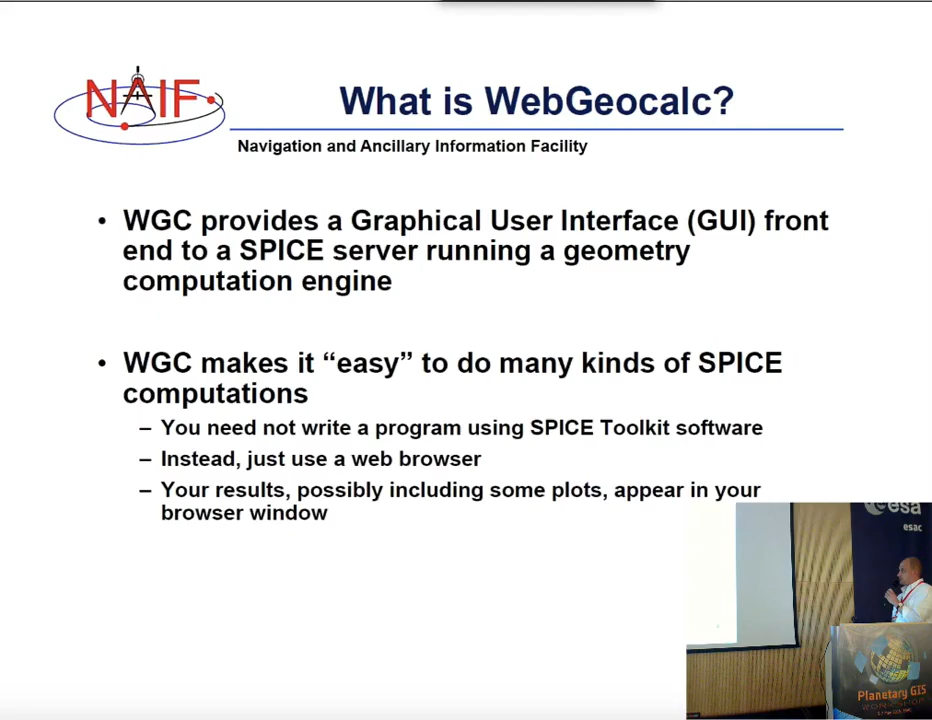 NAIF
What is WebGeocalc?
Navigation and Ancillary Information Facility
• WGC provides a Graphical User Interface (GUI) front
end to a SPICE server running a geometry
computation engine
• WGC makes it “easy” to do many kinds of SPICE
computations
– You need not write a program using SPICE Toolkit software
– Instead, just use a web browser
– Your results, possibly including some plots, appear in your
browser window
esa
esac
Planetary GIS
WORKSHOP